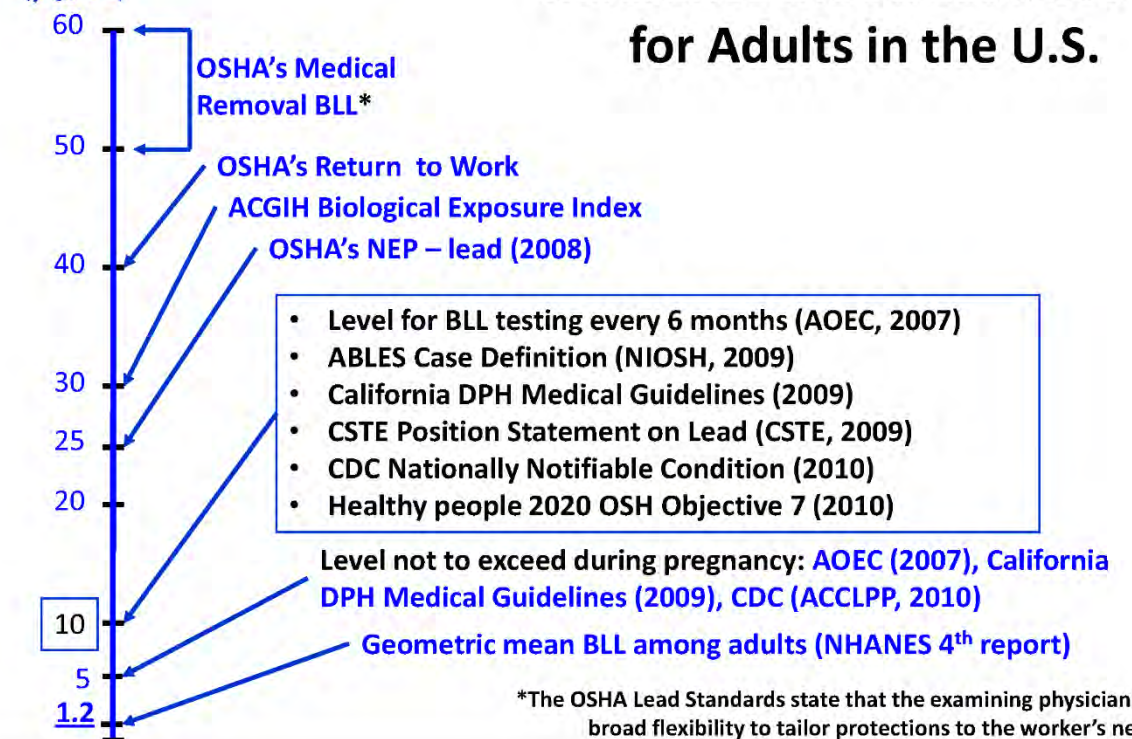 for Adults in the U.S.
60
OSHA's Medical
Removal BLL*
50
OSHA's Return to Work
ACGIH Biological Exposure Index
OSHA's NEP – lead (2008)
40
• Level for BLL testing every 6 months (AOEC, 2007)
• ABLES Case Definition (NIOSH, 2009)
• California DPH Medical Guidelines (2009)
• CSTE Position Statement on Lead (CSTE, 2009)
• CDC Nationally Notifiable Condition (2010)
• Healthy people 2020 OSH Objective 7 (2010)
30
25
20
Level not to exceed during pregnancy: AOEC (2007), California
DPH Medical Guidelines (2009), CDC (ACCLPP, 2010)
10
Geometric mean BLL among adults (NHANES 4th report)
5
1.2
*The OSHA Lead Standards state that the examining physician
broad flexibility to tailor protections to the worker's